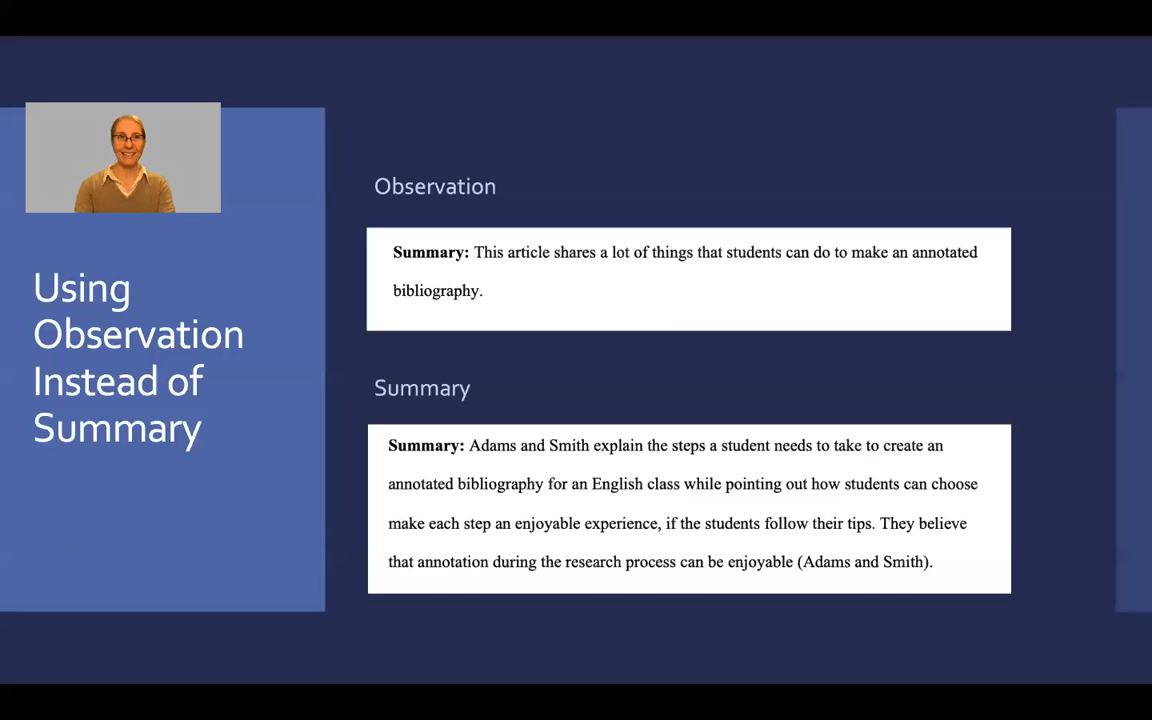 Using
Observation
Instead of
Summary
Observation
Summary: This article shares a lot of things that students can do to make an annotated
bibliography.
Summary
Summary: Adams and Smith explain the steps a student needs to take to create an
annotated bibliography for an English class while pointing out how students can choose
make each step an enjoyable experience, if the students follow their tips. They believe
that annotation during the research process can be enjoyable (Adams and Smith).